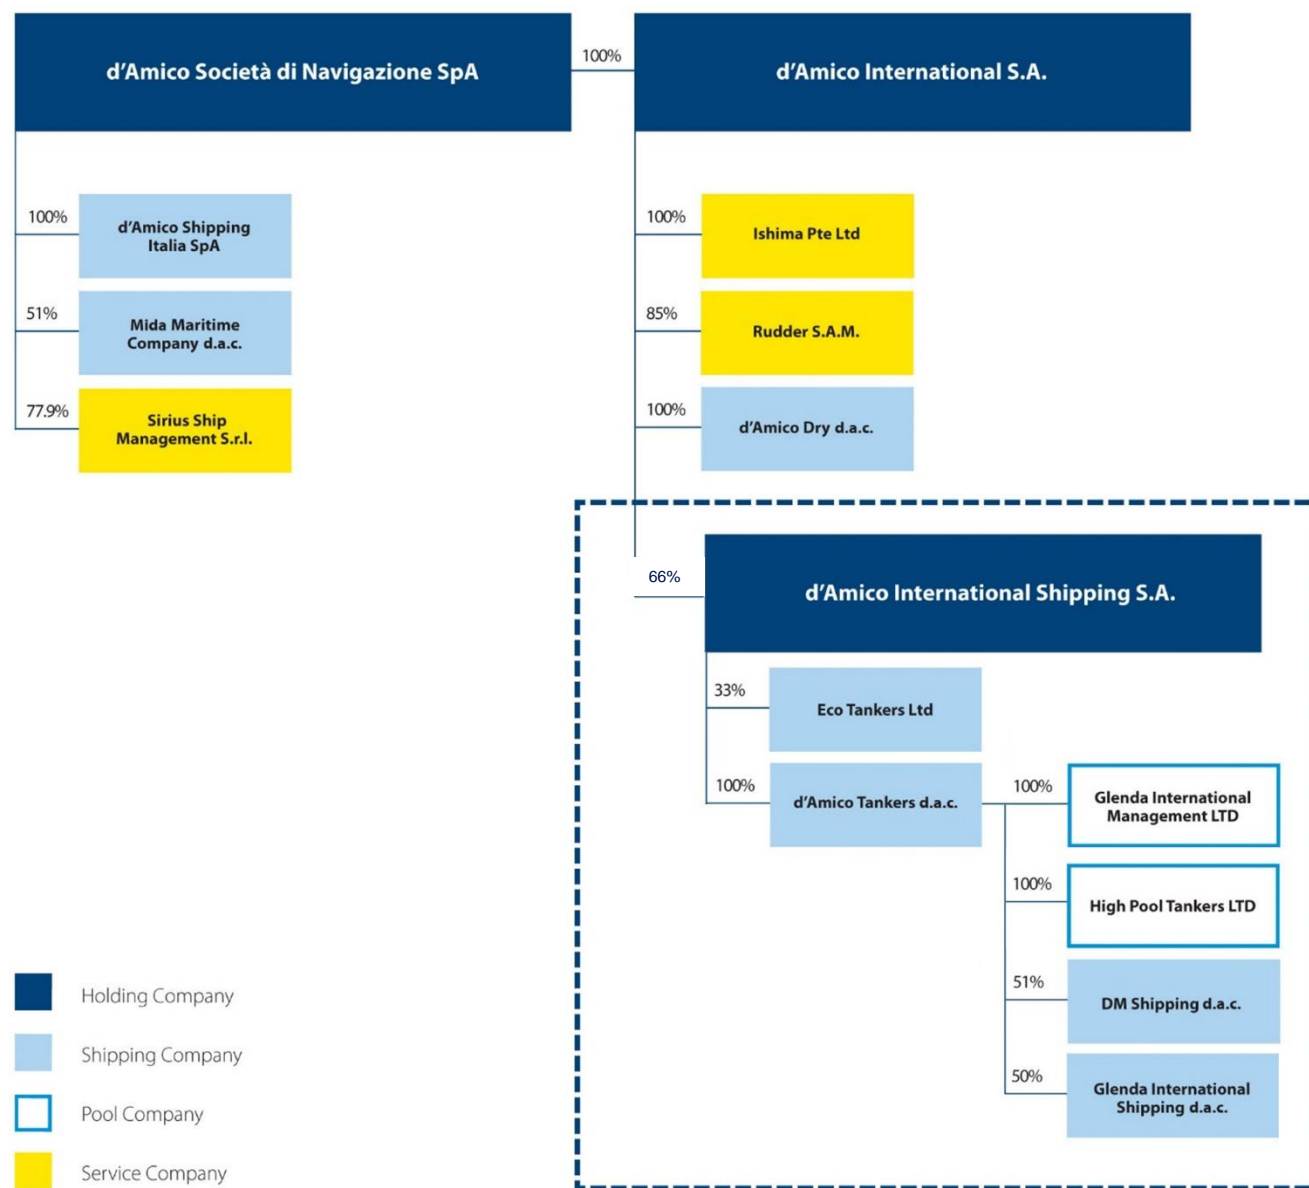 d’Amico Società di Navigazione SpA
100%
d’Amico International S.A.
100%
d’Amico Shipping
Italia SpA
51%
Mida Maritime
Company d.a.c.
77.9%
Sirius Ship
Management S.r.l.
100%
Ishima Pte Ltd
85%
Rudder S.A.M.
100%
d’Amico Dry d.a.c.
66%
d’Amico International Shipping S.A.
33%
Eco Tankers Ltd
100%
d’Amico Tankers d.a.c.
100%
Glenda International
Management LTD
100%
High Pool Tankers LTD
51%
DM Shipping d.a.c.
50%
Glenda International
Shipping d.a.c.
Holding Company
Shipping Company
Pool Company
Service Company